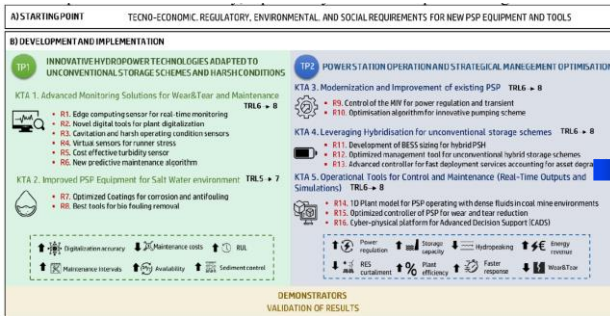 A) STARTING POINT
TECNO-ECONOMIC, REGULATORY, ENVIRONMENTAL, AND SOCIAL REQUIREMENTS FOR NEW PSP EQUIPMENT AND TOOLS
B) DEVELOPMENT AND IMPLEMENTATION
TP1
INNOVATIVE HYDROPOWER TECHNOLOGIES ADAPTED TO
UNCONVENTIONAL STORAGE SCHEMES AND HARSH CONDITIONS
KTA 1. Advanced Monitoring Solutions for Wear&Tear and Maintenance
TRL6 → 8
• R1. Edge computing sensor for real-time monitoring
• R2. Novel digital tools for plant digitalization
• R3. Cavitation and harsh operating condition sensors
• R4. Virtual sensors for runner stress
• R5. Cost effective turbidity sensor
• R6. New predictive maintenance algorithm
KTA 2. Improved PSP Equipment for Salt Water environment TRL5 → 7
• R7. Optimized Coatings for corrosion and antifouling
• R8. Best tools for bio fouling removal
Digitalization accuracy
Maintenance costs
RUL
Maintenance Intervals
Availability
Sediment control
TP2
POWER STATION OPERATION AND STRATEGICAL MANEGEMENT OPTIMISATION
KTA 3. Modernization and Improvement of existing PSP TRL6 → 8
• R9. Control of the MIV for power regulation and transient
• R10. Optimisation algorithm for innovative pumping scheme
KTA 4. Leveraging Hybridisation for unconventional storage schemes TRL6 → 8
• R11. Development of BESS sizing for hybrid PSH
• R12. Optimized management tool for unconventional hybrid storage schemes
• R13. Advanced controller for fast deployment services accounting for asset
KTA 5. Operational Tools for Control and Maintenance (Real-Time Outputs and
Simulations) TRL6 → 8
• R14. 1D Plant model for PSP operating with dense fluids in coal mine environments
• R15. Optimized controller of PSP for wear and tear reduction
• R16. Cyber-physical platform for Advanced Decision Support (CADS)
Power regulation
Storage capacity
Hydropeaking
Energy revenue
RES curtailment
Plant efficiency
Faster response
Wear&Tear
DEMONSTRATORS
VALIDATION OF RESULTS